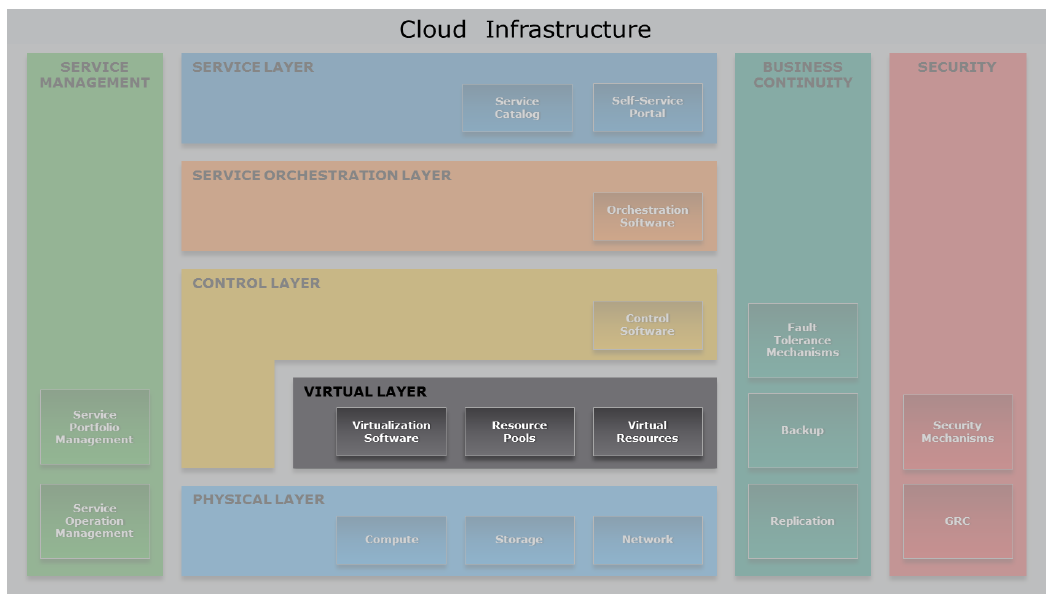 Cloud Infrastructure
SERVICE
MANAGEMENT
Service
Portfolio
Management
Service
Operation
Management
SERVICE LAYER
Service
Catalog
Self-Service
Portal
SERVICE ORCHESTRATION LAYER
Orchestration
Software
CONTROL LAYER
Control
Software
VIRTUAL LAYER
Virtualization
Software
Resource
Pools
Virtual
Resources
PHYSICAL LAYER
Compute
Storage
Network
BUSINESS
CONTINUITY
Fault
Tolerance
Mechanisms
Backup
Replication
SECURITY
Security
Mechanisms
GRC